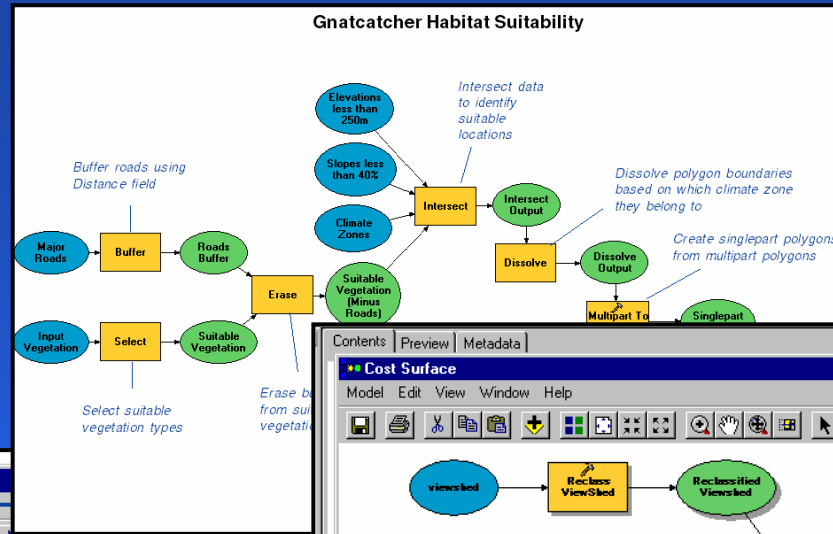 Gnatcatcher Habitat Suitability
Elevations
less than
250m
Intersect data
to identify
suitable
locations
Buffer roads using
Distance field
Slopes less
than 40%
Dissolve polygon boundaries
based on which climate zone
they belong to
Intersect
Intersect
Output
Climate
Zones
Major
Roads
Buffer
Roads
Buffer
Create singlepart polygons
from multipart polygons
Dissolve
Dissolve
Output
Erase
Suitable
Vegetation
(Minus
Roads)
Multipart To
Singlepart
Input
Vegetation
Select
Suitable
Vegetation
Select suitable
vegetation types
Erase
from
Contents Preview Metadata
Cost Surface
Model Edit View Window Help
viewshed
Reclass
ViewShed
Reclassified
Viewshed